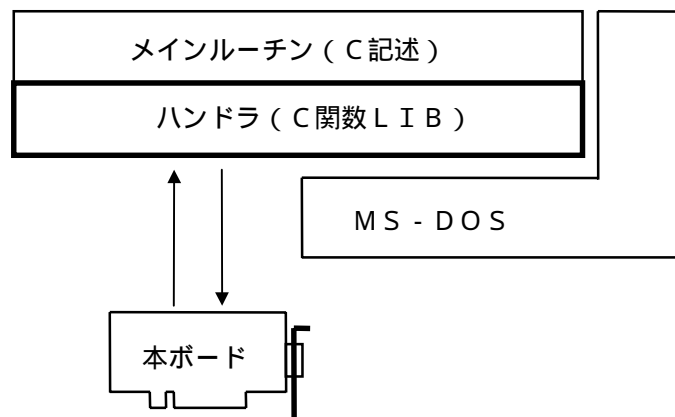 メインルーチン（Ｃ記述）
ハンドラ（Ｃ関数ＬＩＢ）
ＭＳ－ＤＯＳ
本ボード